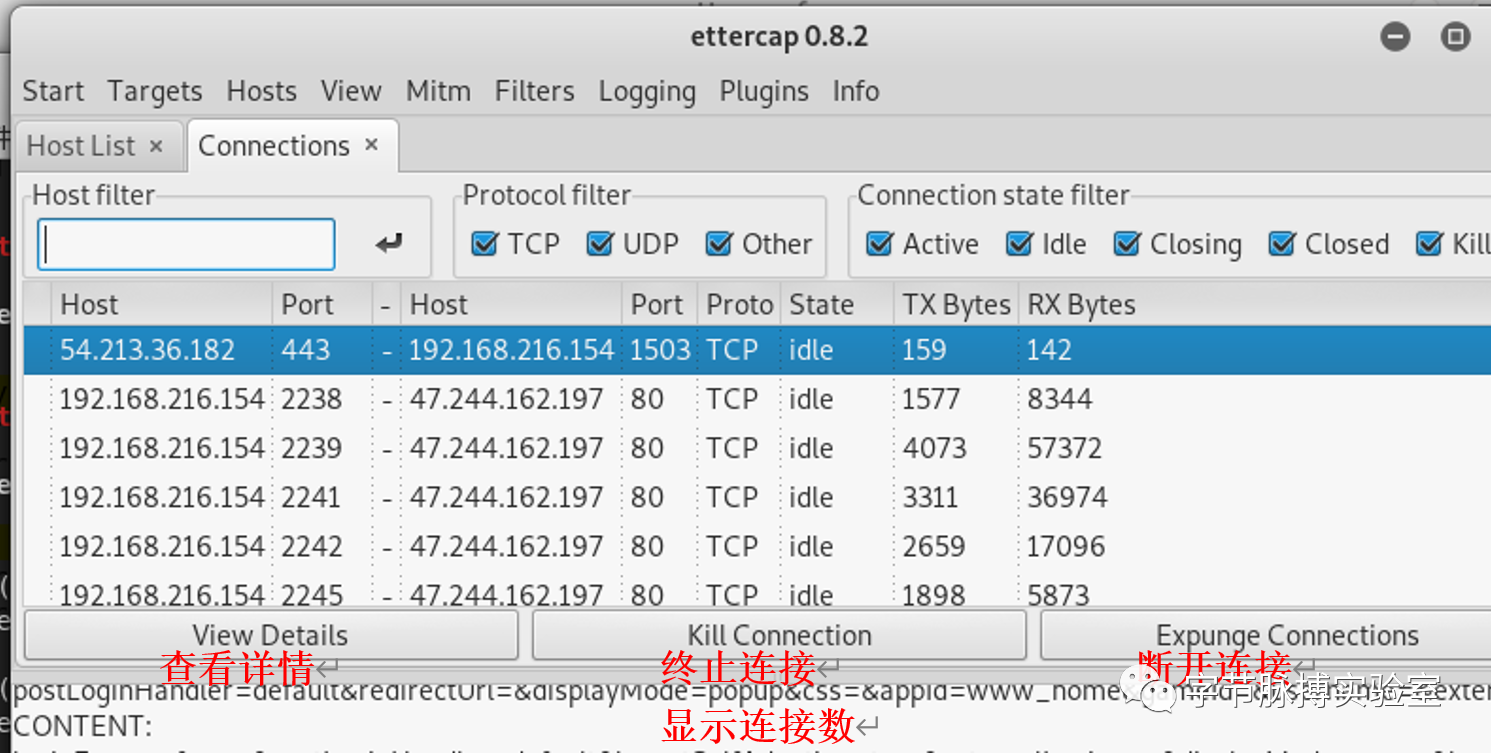 ettercap 0.8.2
Start Targets Hosts View Mitm Filters Logging Plugins Info
Host List × Connections ×
Host filter Protocol filter Connection state filter
TCP UDP Other Active Idle Closing Closed Kill
Host Port - Host Port Proto State TX Bytes RX Bytes
54.213.36.182 443 - 192.168.216.154 1503 TCP idle 159 142
192.168.216.154 2238 - 47.244.162.197 80 TCP idle 1577 8344
192.168.216.154 2239 - 47.244.162.197 80 TCP idle 4073 57372
192.168.216.154 2241 - 47.244.162.197 80 TCP idle 3311 36974
192.168.216.154 2242 - 47.244.162.197 80 TCP idle 2659 17096
192.168.216.154 2245 - 47.244.162.197 80 TCP idle 1898 5873
View Details Kill Connection Expunge Connections
查看详情 终止连接 断开连接
postLoginHandler=default&redirectUrl=&displayMode=popup&css=&appid=www_home
字节脉搏实验室
CONTENT:
显示连接数